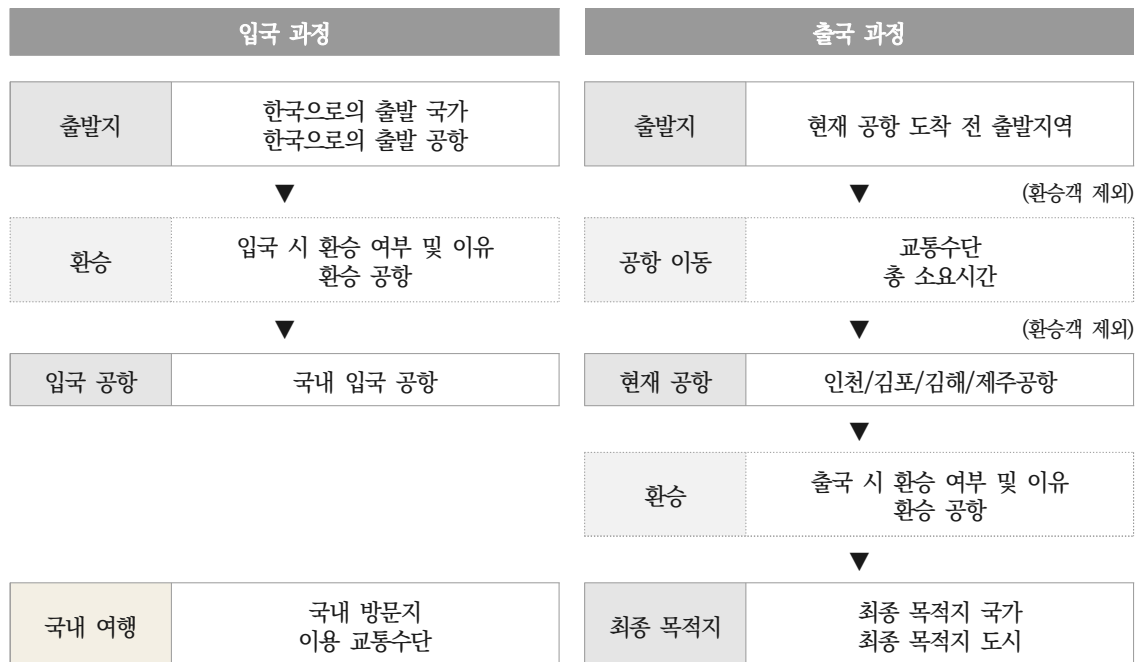 입국 과정
출발지
한국으로의 출발 국가
한국으로의 출발 공항
▼
환승
입국 시 환승 여부 및 이유
환승 공항
▼
입국 공항
국내 입국 공항
국내 여행
국내 방문지
이용 교통수단
출국 과정
출발지
현재 공항 도착 전 출발지역
▼
(환승객 제외)
공항 이동
교통수단
총 소요시간
▼
(환승객 제외)
현재 공항
인천/김포/김해/제주공항
▼
환승
출국 시 환승 여부 및 이유
환승 공항
▼
최종 목적지
최종 목적지 국가
최종 목적지 도시